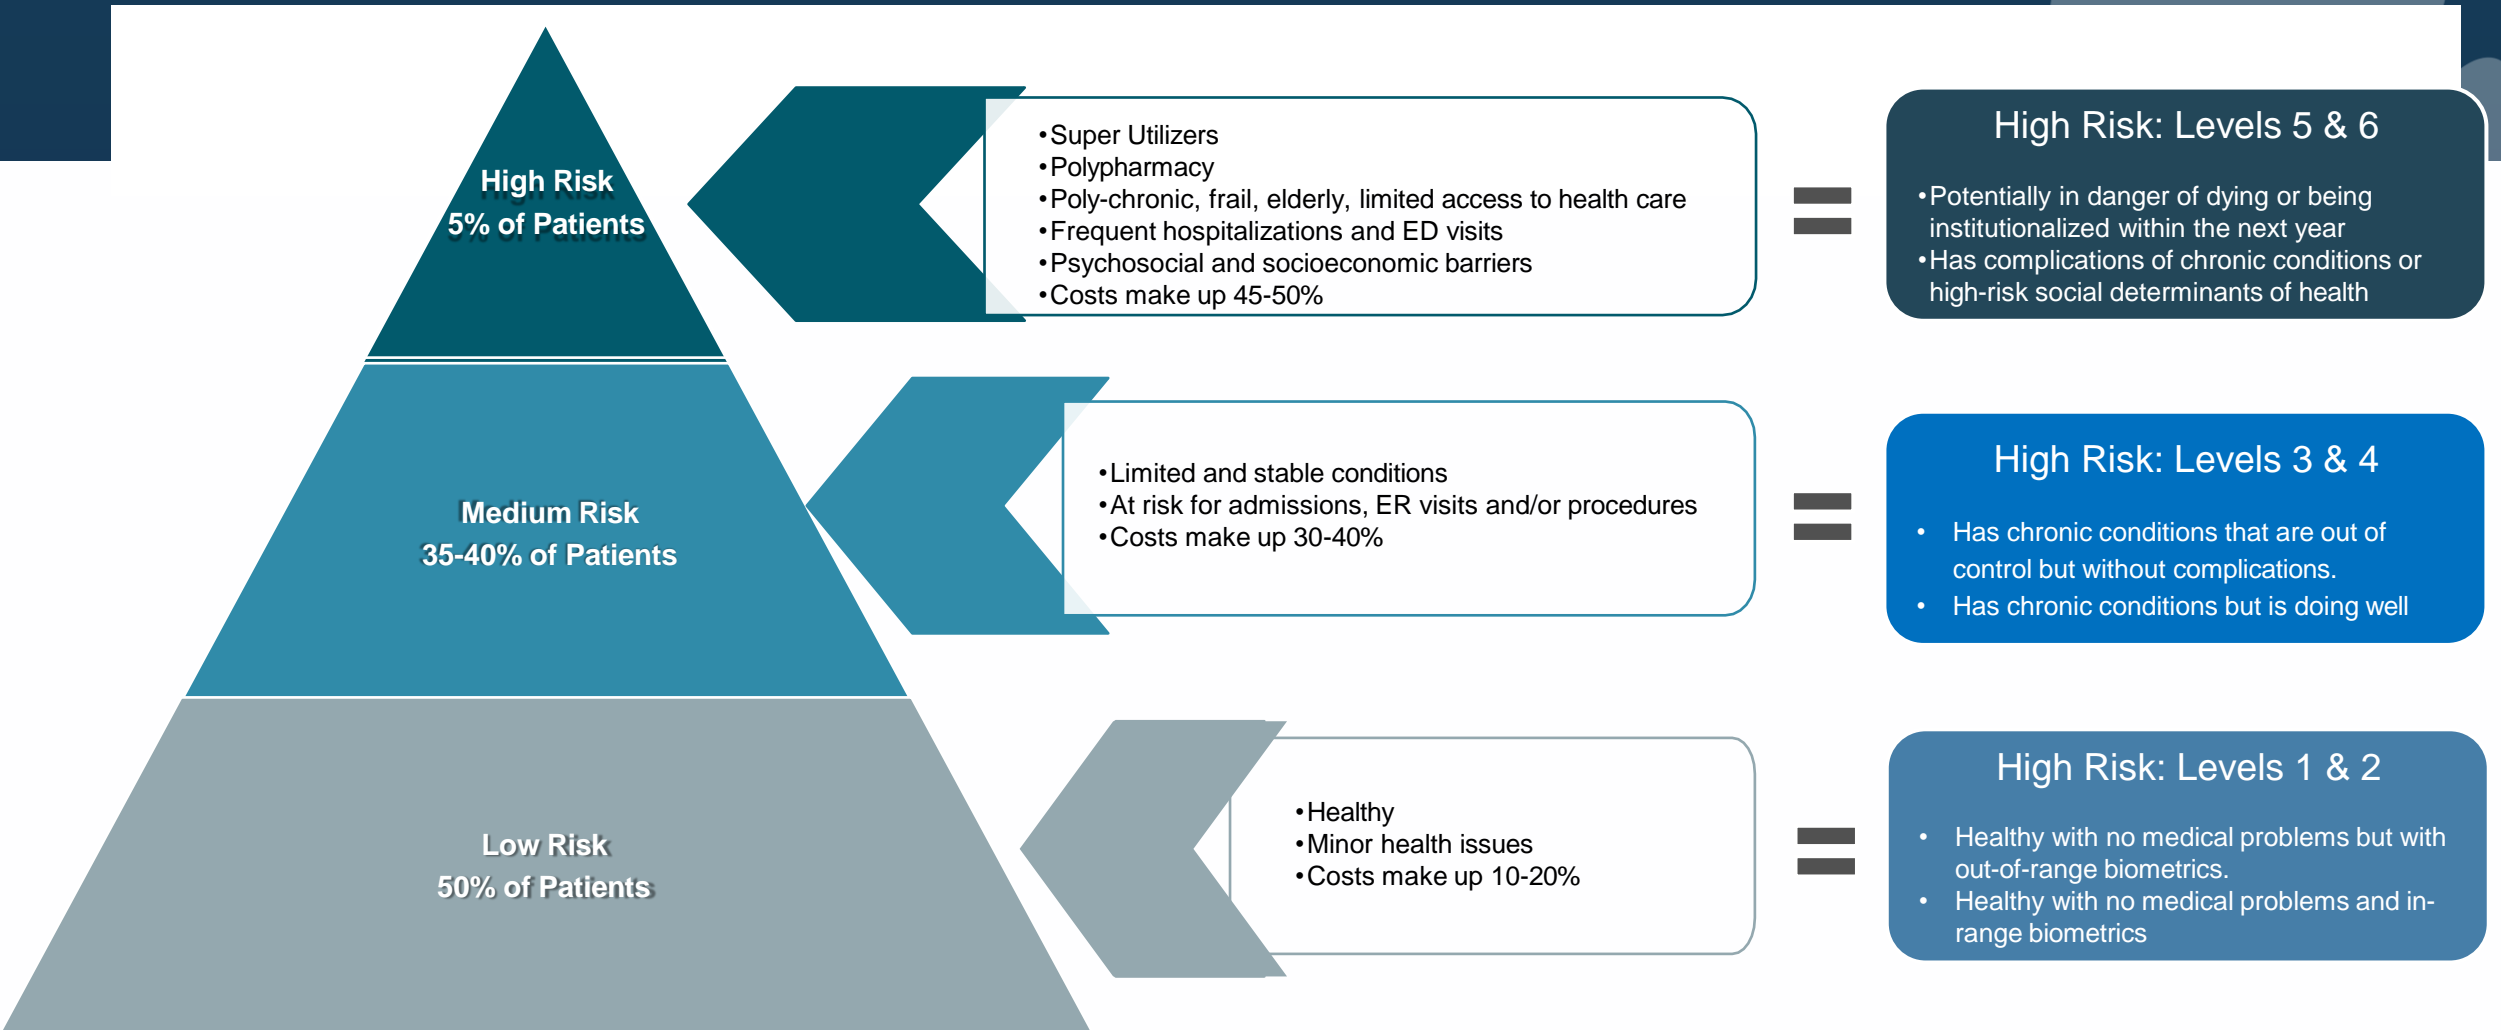 High Risk
5% of Patients
•Super Utilizers
•Polypharmacy
•Poly-chronic, frail, elderly, limited access to health care
•Frequent hospitalizations and ED visits
•Psychosocial and socioeconomic barriers
•Costs make up 45-50%
High Risk: Levels 5 & 6
•Potentially in danger of dying or being
institutionalized within the next year
•Has complications of chronic conditions or
high-risk social determinants of health
Medium Risk
35-40% of Patients
•Limited and stable conditions
•At risk for admissions, ER visits and/or procedures
•Costs make up 30-40%
High Risk: Levels 3 & 4
• Has chronic conditions that are out of
control but without complications.
• Has chronic conditions but is doing well
Low Risk
50% of Patients
•Healthy
•Minor health issues
•Costs make up 10-20%
High Risk: Levels 1 & 2
• Healthy with no medical problems but with
out-of-range biometrics.
• Healthy with no medical problems and in-
range biometrics